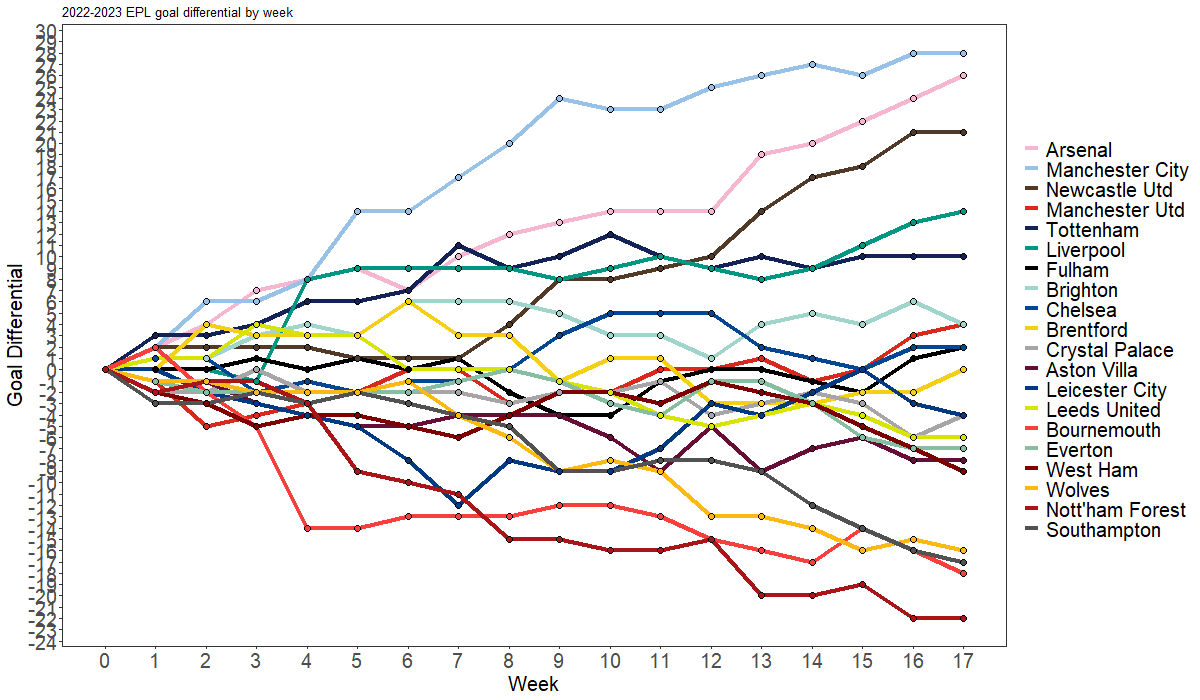 2022-2023 EPL goal differential by week
30
29
28
27
26
25
24
23
22
21
20
19
18
17
16
15
14
13
12
11
10
9
8
7
6
5
4
3
2
1
0
-1
-2
-3
-4
-5
-6
-7
-8
-9
-10
-11
-12
-13
-14
-15
-16
-17
-18
-19
-20
-21
-22
-23
-24
Goal Differential
0 1 2 3 4 5 6 7 8 9 10 11 12 13 14 15 16 17
Week
Arsenal
Manchester City
Newcastle Utd
Manchester Utd
Tottenham
Liverpool
Fulham
Brighton
Chelsea
Brentford
Crystal Palace
Aston Villa
Leicester City
Leeds United
Bournemouth
Everton
West Ham
Wolves
Nott'ham Forest
Southampton